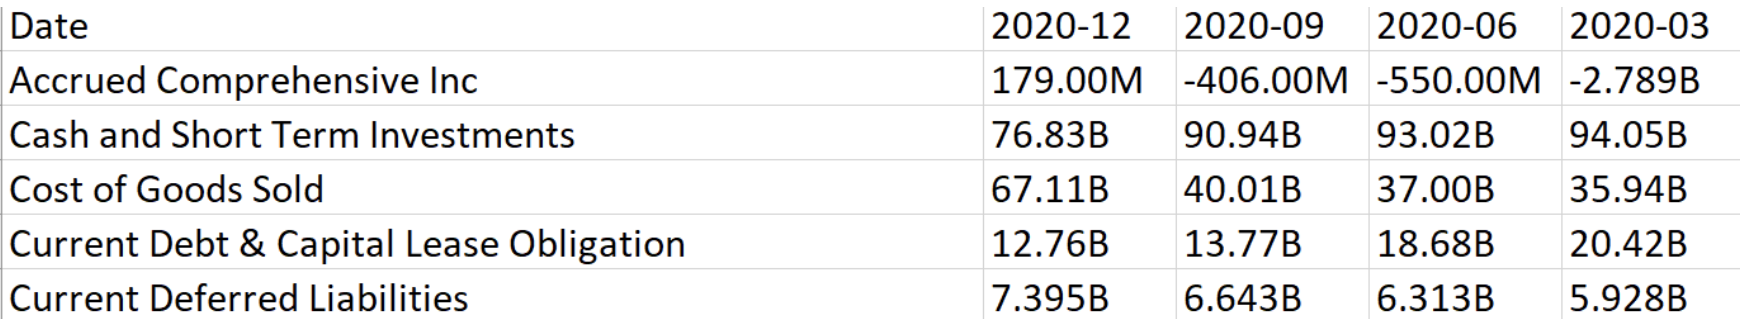 Date 2020-12 2020-09 2020-06 2020-03
Accrued Comprehensive Inc 179.00M -406.00M -550.00M -2.789B
Cash and Short Term Investments 76.83B 90.94B 93.02B 94.05B
Cost of Goods Sold 67.11B 40.01B 37.00B 35.94B
Current Debt & Capital Lease Obligation 12.76B 13.77B 18.68B 20.42B
Current Deferred Liabilities 7.395B 6.643B 6.313B 5.928B